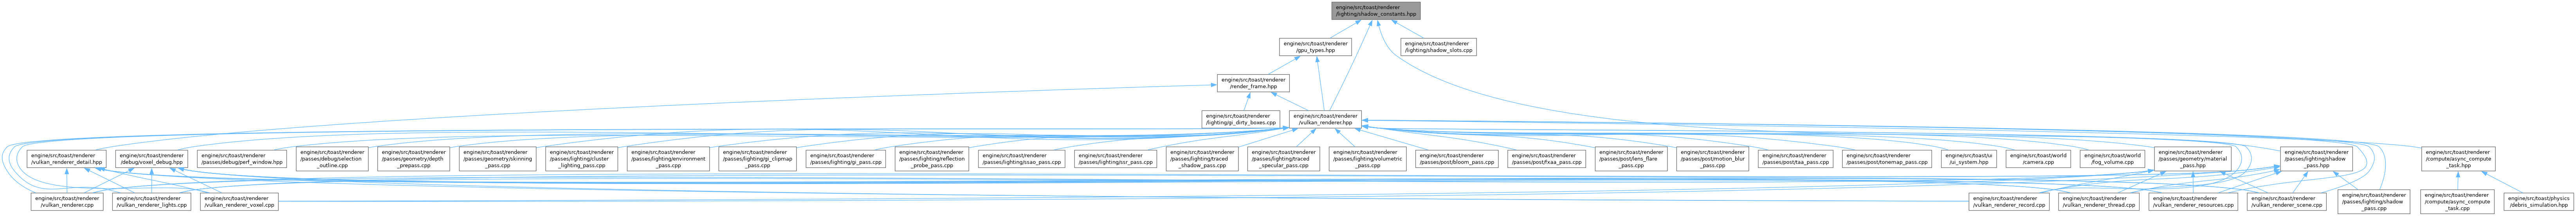 engine/src/toast/renderer
/lighting/shadow_constants.hpp
engine/src/toast/renderer
/gpu_types.hpp
engine/src/toast/renderer
/lighting/shadow_slots.cpp
engine/src/toast/renderer
/render_frame.hpp
engine/src/toast/renderer
/lighting/gi_dirty_boxes.cpp
engine/src/toast/renderer
/vulkan_renderer.hpp
engine/src/toast/renderer
/vulkan_renderer_detail.hpp
engine/src/toast/renderer
/debug/voxel_debug.hpp
engine/src/toast/renderer
/passes/debug/perf_window.hpp
engine/src/toast/renderer
/passes/debug/selection
_outline.cpp
engine/src/toast/renderer
/passes/geometry/depth
_prepass.cpp
engine/src/toast/renderer
/passes/geometry/skinning
_pass.cpp
engine/src/toast/renderer
/passes/lighting/cluster
_lighting_pass.cpp
engine/src/toast/renderer
/passes/lighting/environment
_pass.cpp
engine/src/toast/renderer
/passes/lighting/gi_clipmap
_pass.cpp
engine/src/toast/renderer
/passes/lighting/gi_pass.cpp
engine/src/toast/renderer
/passes/lighting/reflection
_probe_pass.cpp
engine/src/toast/renderer
/passes/lighting/ssao_pass.cpp
engine/src/toast/renderer
/passes/lighting/ssr_pass.cpp
engine/src/toast/renderer
/passes/lighting/traced
_shadow_pass.cpp
engine/src/toast/renderer
/passes/lighting/traced
_specular_pass.cpp
engine/src/toast/renderer
/passes/lighting/volumetric
_pass.cpp
engine/src/toast/renderer
/passes/post/bloom_pass.cpp
engine/src/toast/renderer
/passes/post/fxaa_pass.cpp
engine/src/toast/renderer
/passes/post/lens_flare
_pass.cpp
engine/src/toast/renderer
/passes/post/motion_blur
_pass.cpp
engine/src/toast/renderer
/passes/post/taa_pass.cpp
engine/src/toast/renderer
/passes/post/tonemap_pass.cpp
engine/src/toast/ui
/ui_system.hpp
engine/src/toast/world
/camera.cpp
engine/src/toast/world
/fog_volume.cpp
engine/src/toast/renderer
/passes/geometry/material
_pass.hpp
engine/src/toast/renderer
/passes/lighting/shadow
_pass.hpp
engine/src/toast/renderer
/compute/async_compute
_task.hpp
engine/src/toast/renderer
/vulkan_renderer.cpp
engine/src/toast/renderer
/vulkan_renderer_lights.cpp
engine/src/toast/renderer
/vulkan_renderer_voxel.cpp
engine/src/toast/renderer
/vulkan_renderer_record.cpp
engine/src/toast/renderer
/vulkan_renderer_thread.cpp
engine/src/toast/renderer
/vulkan_renderer_resources.cpp
engine/src/toast/renderer
/vulkan_renderer_scene.cpp
engine/src/toast/renderer
/passes/lighting/shadow
_pass.cpp
engine/src/toast/renderer
/compute/async_compute
_task.cpp
engine/src/toast/physics
/debris_simulation.hpp